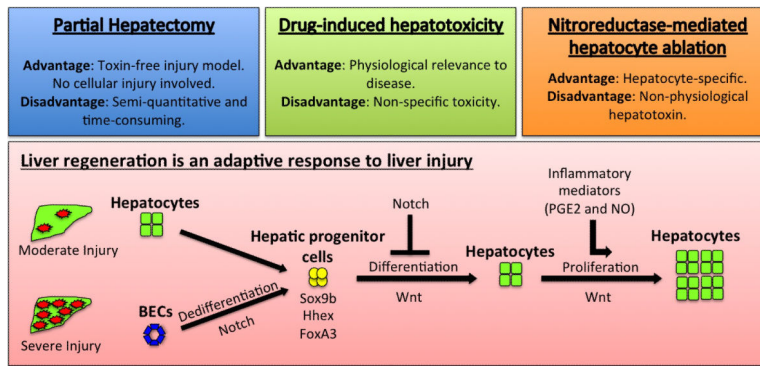 Partial Hepatectomy
Advantage: Toxin-free injury model.
No cellular injury involved.
Disadvantage: Semi-quantitative and
time-consuming.
Drug-induced hepatotoxicity
Advantage: Physiological relevance to
disease.
Disadvantage: Non-specific toxicity.
Nitroreductase-mediated
hepatocyte ablation
Advantage: Hepatocyte-specific.
Disadvantage: Non-physiological
hepatotoxin.
Liver regeneration is an adaptive response to liver injury
Moderate Injury
Hepatocytes
Severe Injury
BECs
Dedifferentiation
Notch
Hepatic progenitor
cells
Sox9b
Hhex
FoxA3
Notch
Differentiation
Wnt
Hepatocytes
Inflammatory
mediators
(PGE2 and NO)
Proliferation
Wnt
Hepatocytes